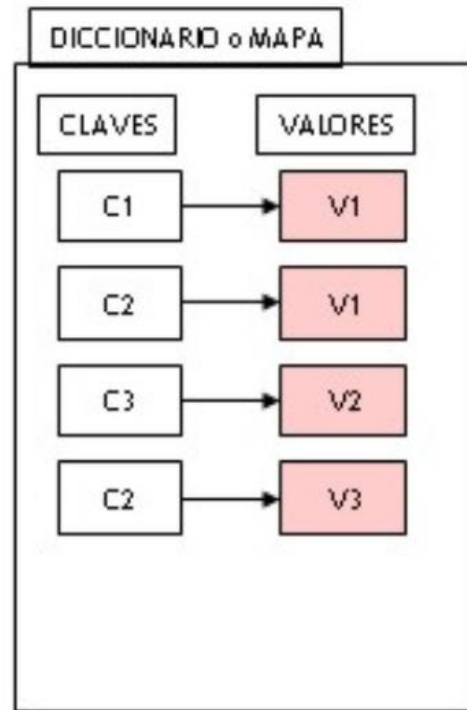 DICCIONARIO o MAPA
CLAVES VALORES
C1 V1
C2 V1
C3 V2
C2 V3